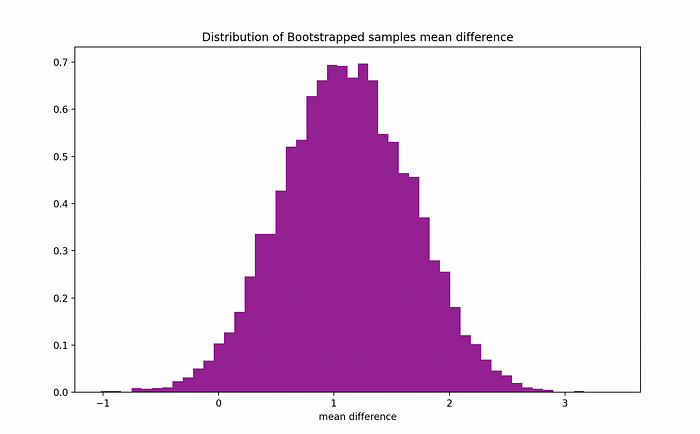 Distribution of Bootstrapped samples mean difference
0.7
0.6
0.5
0.4
0.3
0.2
0.1
0.0
−1 0 1 2 3
mean difference